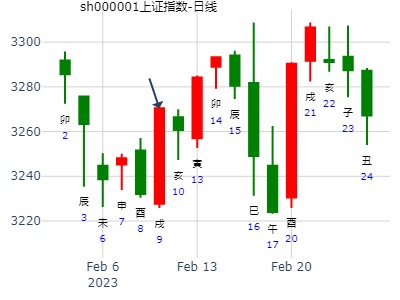 sh000001上证指数-日线
3300
3280
3260
3240
3220
卯
2
辰
3
未
6
申
7
酉
8
戌
9
亥
10
寅
13
卯
14
辰
15
巳
16
午
17
酉
20
戌
21
亥
22
子
23
丑
24
Feb 6
2023
Feb 13
Feb 20